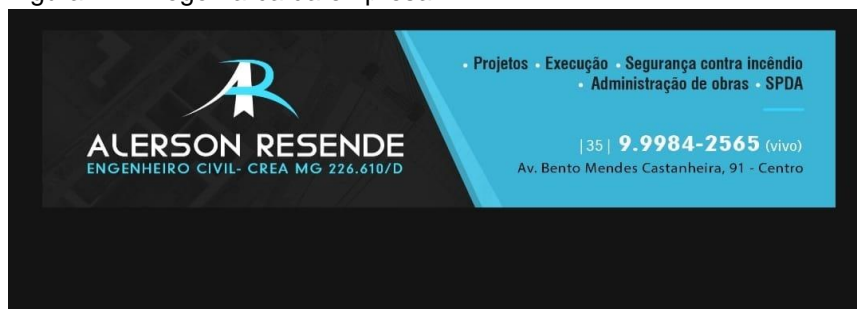 AR
ALERSON RESENDE
ENGENHEIRO CIVIL- CREA MG 226.610/D
• Projetos • Execução • Segurança contra incêndio
• Administração de obras • SPDA
|35| 9.9984-2565 (vivo)
Av. Bento Mendes Castanheira, 91 - Centro